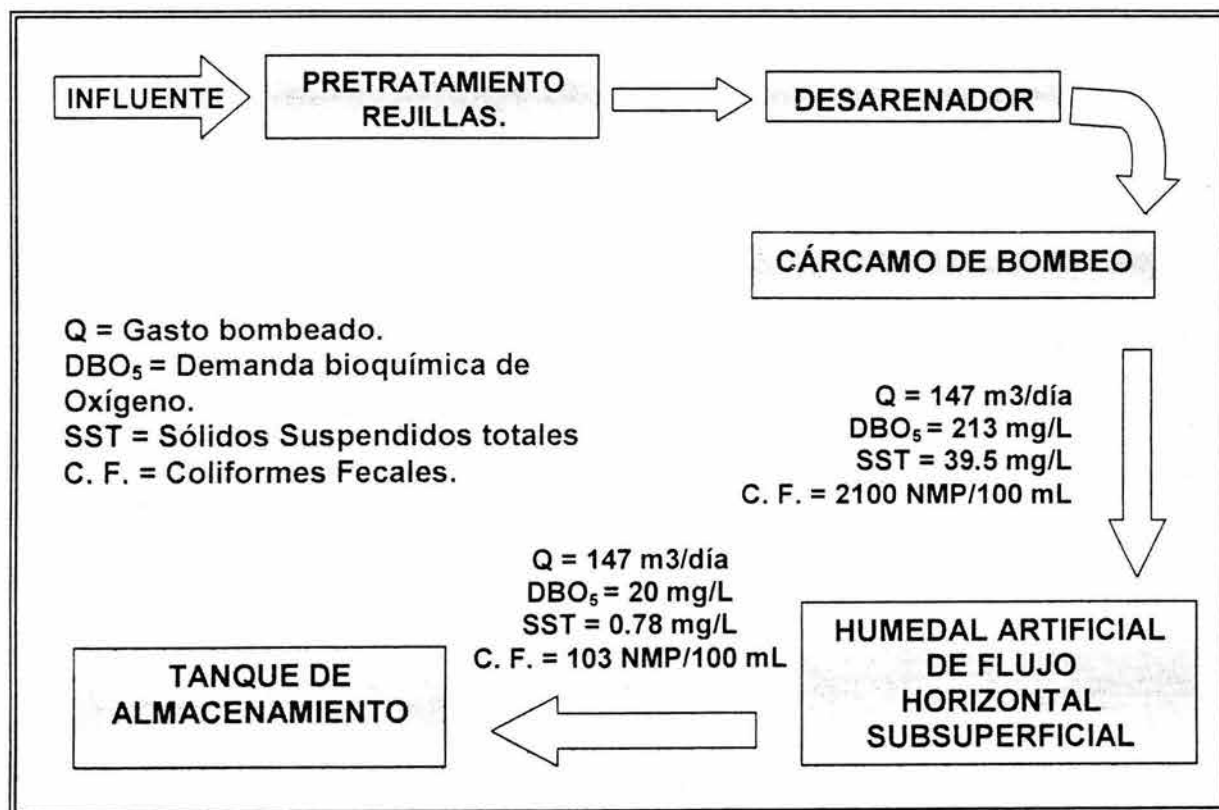 INFLUENTE
PRETRATAMIENTO
REJILLAS.
DESARENADOR
CÁRCAMO DE BOMBEO
Q = Gasto bombeado.
DBO₅ = Demanda bioquímica de
Oxígeno.
SST = Sólidos Suspendidos totales
C. F. = Coliformes Fecales.
Q = 147 m3/día
DBO₅ = 213 mg/L
SST = 39.5 mg/L
C. F. = 2100 NMP/100 mL
Q = 147 m3/día
DBO₅ = 20 mg/L
SST = 0.78 mg/L
C. F. = 103 NMP/100 mL
HUMEDAL ARTIFICIAL
DE FLUJO
HORIZONTAL
SUBSUPERFICIAL
TANQUE DE
ALMACENAMIENTO